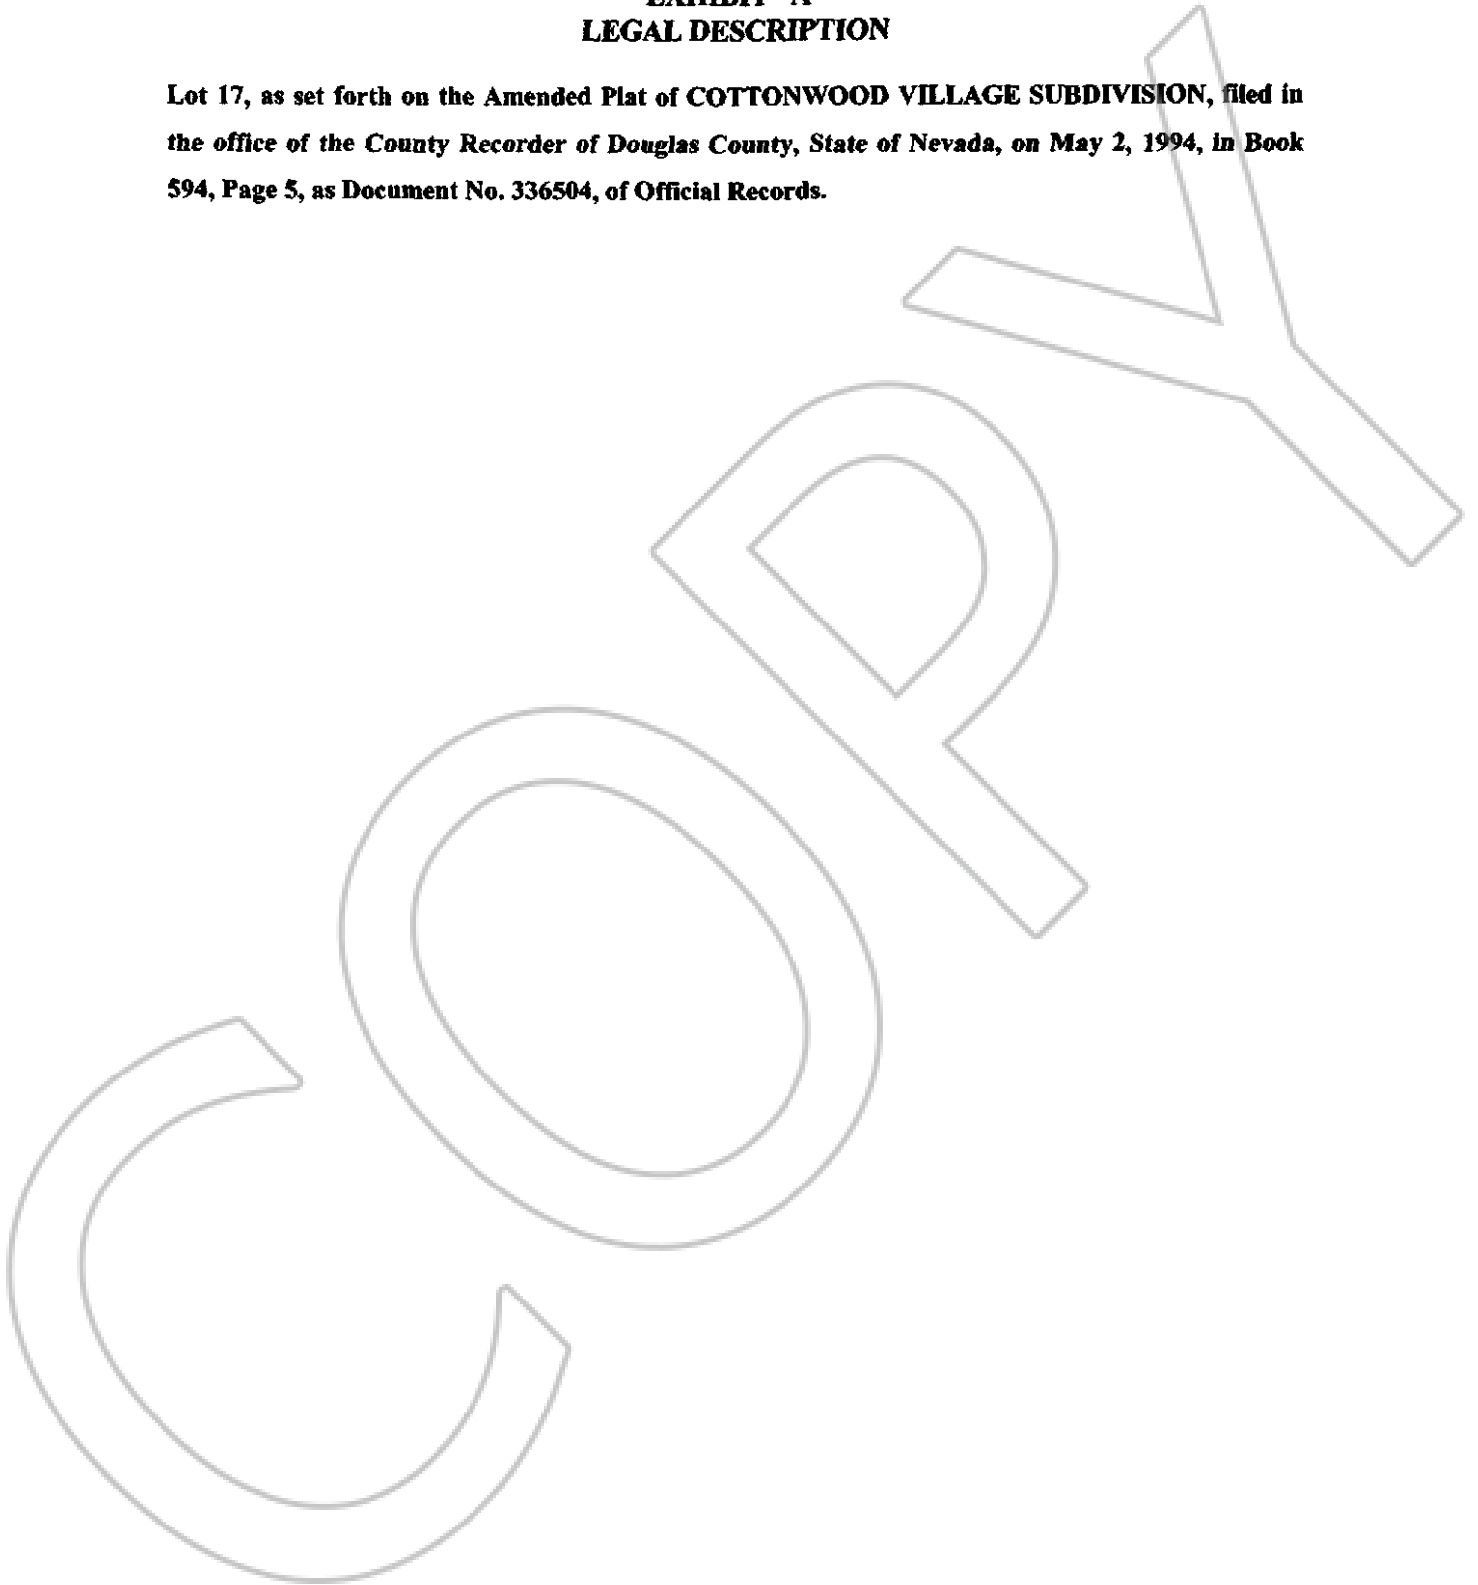 EXHIBIT "A"
LEGAL DESCRIPTION
Lot 17, as set forth on the Amended Plat of COTTONWOOD VILLAGE SUBDIVISION, filed in
the office of the County Recorder of Douglas County, State of Nevada, on May 2, 1994, in Book
594, Page 5, as Document No. 336504, of Official Records.
COPY